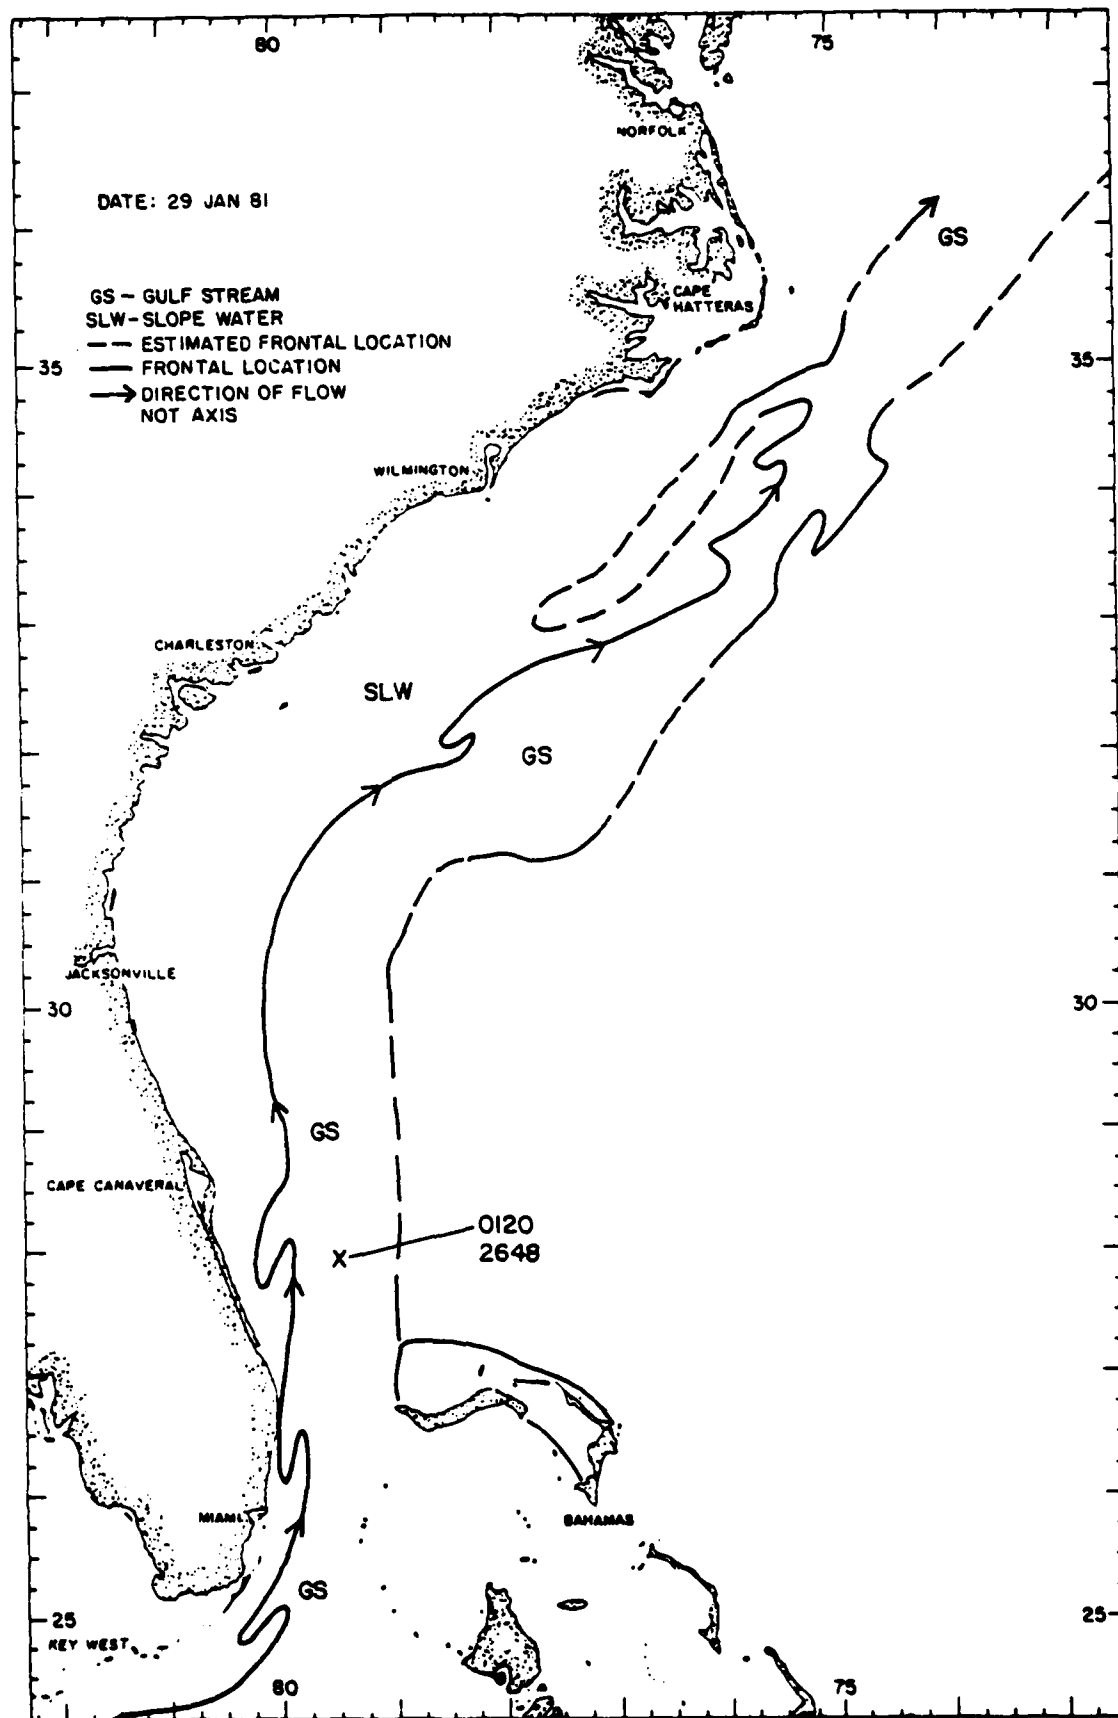 80
75
NORFOLK
DATE: 29 JAN 81
GS
GS - GULF STREAM
SLW-SLOPE WATER
-- ESTIMATED FRONTAL LOCATION
— FRONTAL LOCATION
→ DIRECTION OF FLOW
NOT AXIS
CAPE
HATTERAS
35
35
WILMINGTON
CHARLESTON
SLW
GS
JACKSONVILLE
30
30
GS
CAPE CANAVERAL
0120
2648
X
MIAMI
BAHAMAS
GS
25
25
KEY WEST
80
75